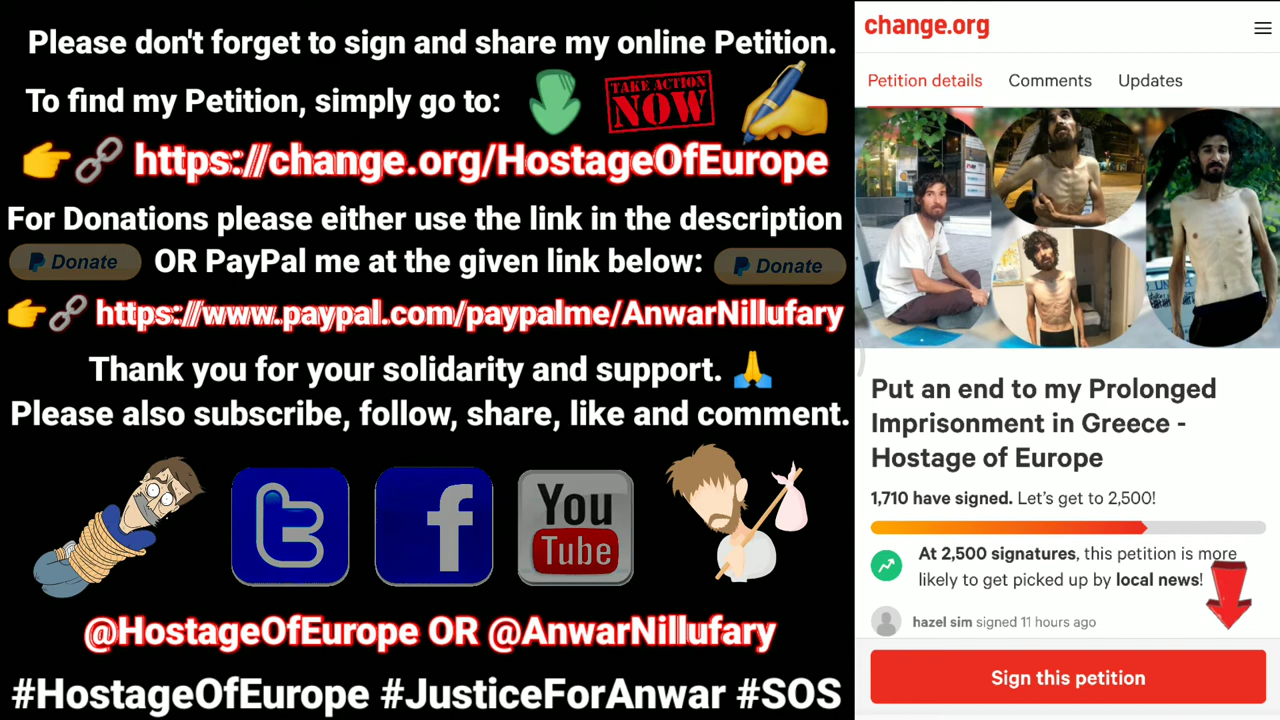 Please don't forget to sign and share my online Petition.
To find my Petition, simply go to:
TAKE ACTION
NOW
https://change.org/HostageOfEurope
For Donations please either use the link in the description
Donate
OR PayPal me at the given link below:
Donate
https://www.paypal.com/paypalme/AnwarNillufary
Thank you for your solidarity and support.
Please also subscribe, follow, share, like and comment.
t
f
You
Tube
@HostageOfEurope OR @AnwarNillufary
#HostageOfEurope #JusticeForAnwar #SOS
change.org
Petition details Comments Updates
Put an end to my Prolonged
Imprisonment in Greece -
Hostage of Europe
1,710 have signed. Let's get to 2,500!
At 2,500 signatures, this petition is more
likely to get picked up by local news!
hazel sim signed 11 hours ago
Sign this petition